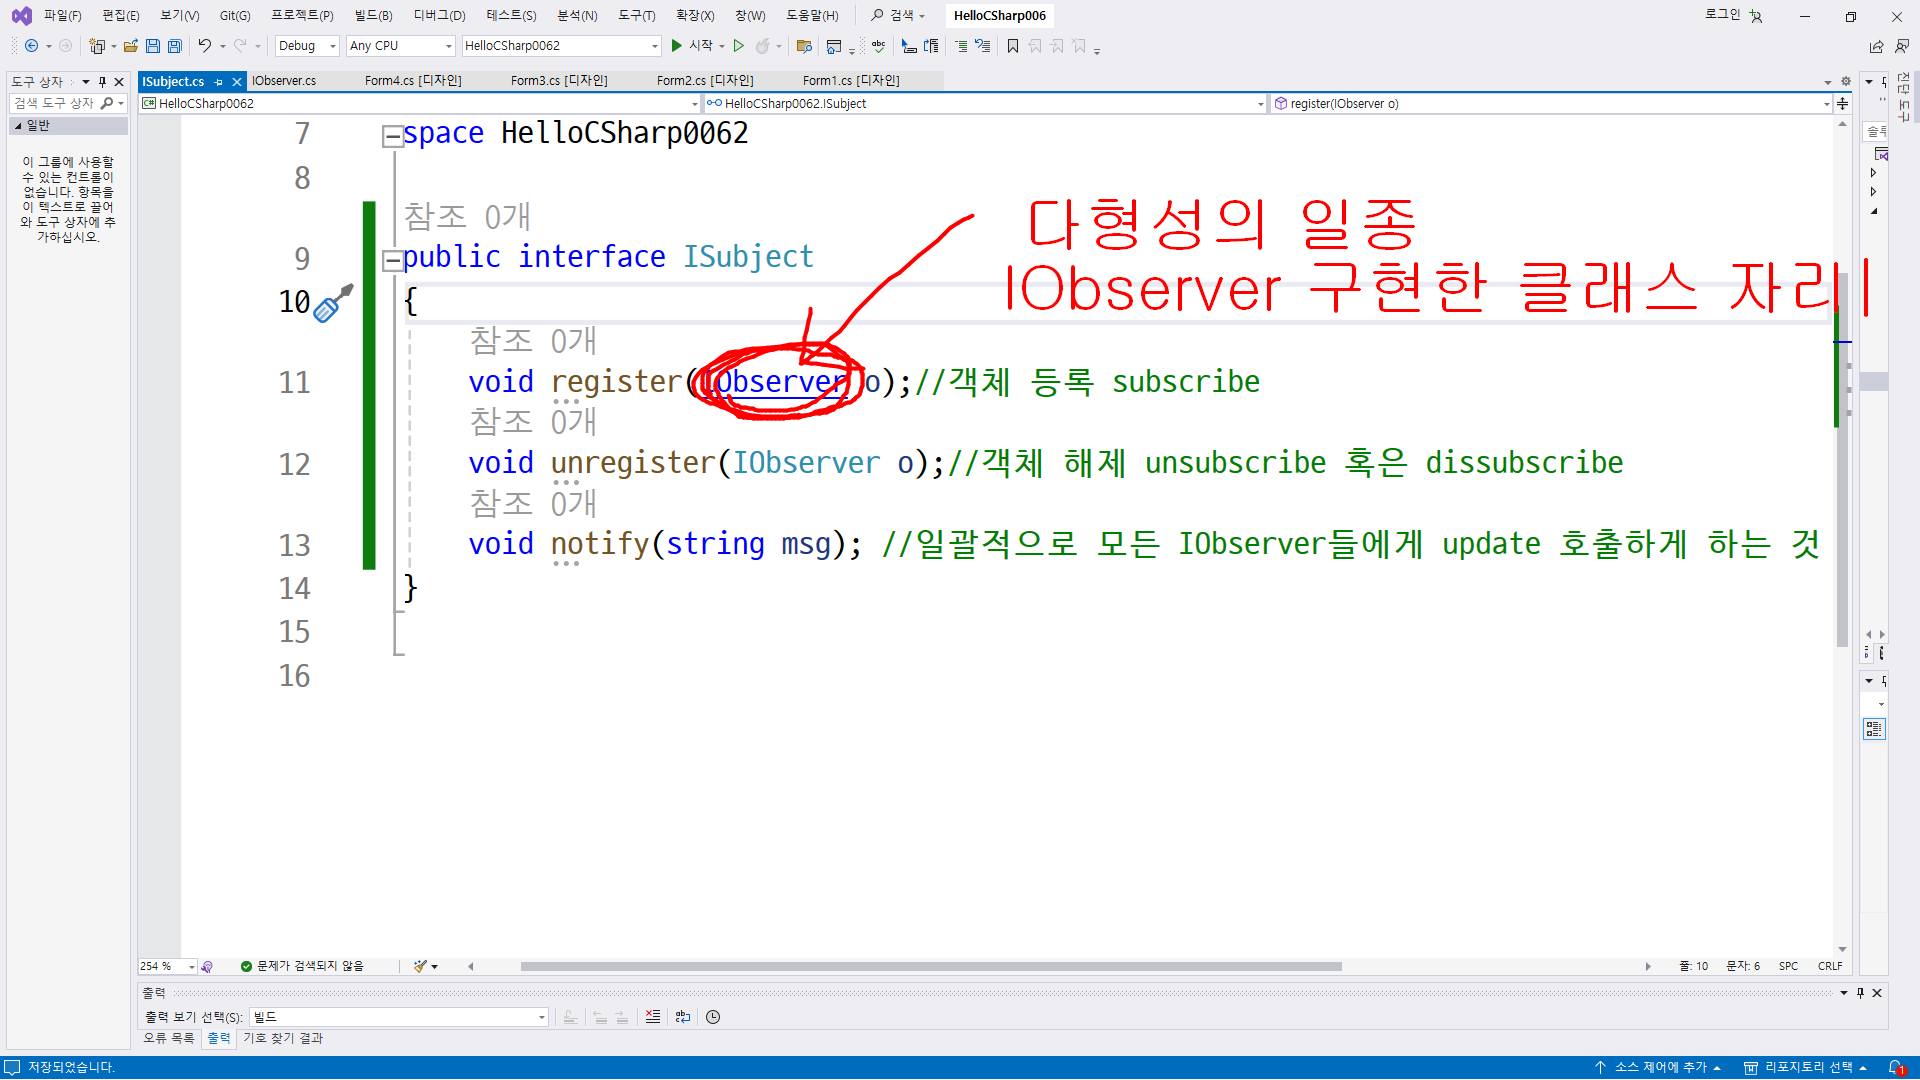 파일(F) 편집(E) 보기(V) Git(G) 프로젝트(P) 빌드(B) 디버그(D) 테스트(S) 분석(N) 도구(T) 확장(X) 창(W) 도움말(H) 검색 HelloCSharp006 로그인
Debug Any CPU HelloCSharp0062 시작
도구 상자
검색 도구 상자
일반
이 그룹에 사용할
수 있는 컨트롤이
없습니다. 항목을
이 텍스트로 끌어
와 도구 상자에 추
가하십시오.
ISubject.cs IObserver.cs Form4.cs [디자인] Form3.cs [디자인] Form2.cs [디자인] Form1.cs [디자인]
HelloCSharp0062 HelloCSharp0062.ISubject register(IObserver o)
7 space HelloCSharp0062
8
참조 0개
9 public interface ISubject
10 {
참조 0개
11 void register(IObserver o);//객체 등록 subscribe
참조 0개
12 void unregister(IObserver o);//객체 해제 unsubscribe 혹은 dissubscribe
참조 0개
13 void notify(string msg); //일괄적으로 모든 IObserver들에게 update 호출하게 하는 것
14 }
15
16
다형성의 일종
IObserver 구현한 클래스 자리
진단 도구
254 % 문제가 검색되지 않음 줄: 10 문자: 6 SPC CRLF
출력
출력 보기 선택(S): 빌드
오류 목록 출력 기호 찾기 결과
저장되었습니다. 소스 제어에 추가 리포지토리 선택 1